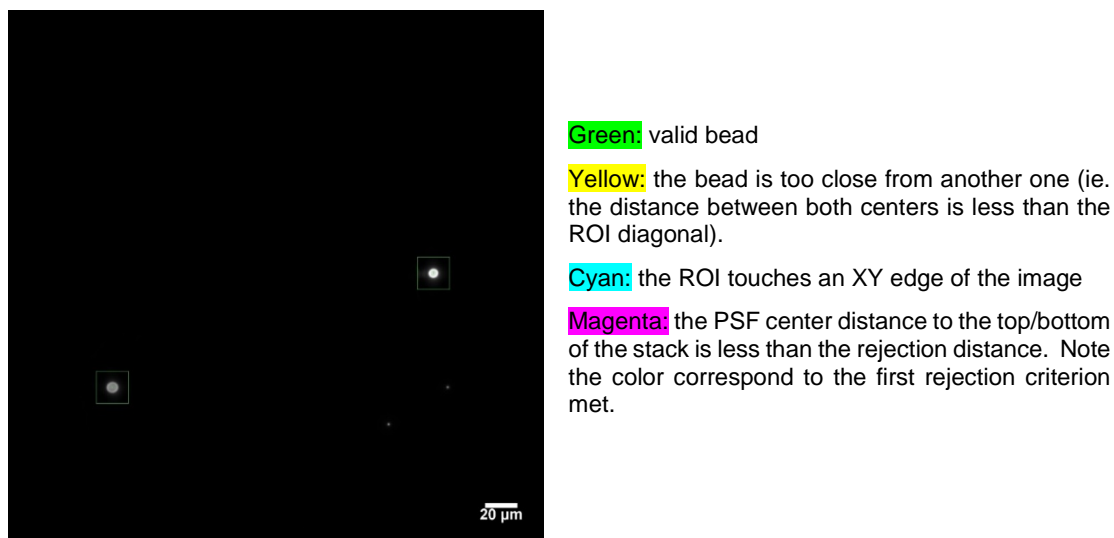 Green: valid bead
Yellow: the bead is too close from another one (ie.
the distance between both centers is less than the
ROI diagonal).
Cyan: the ROI touches an XY edge of the image
Magenta: the PSF center distance to the top/bottom
of the stack is less than the rejection distance. Note
the color correspond to the first rejection criterion
met.
20 µm